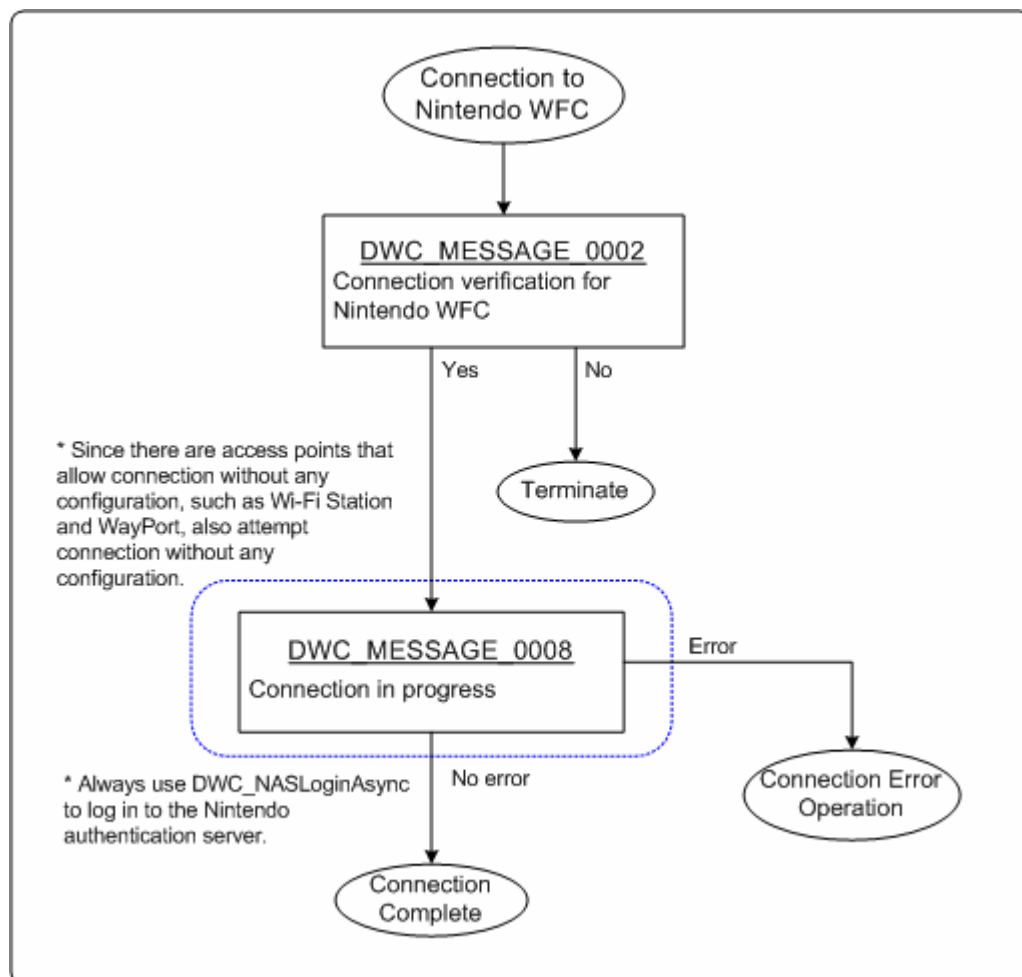 Connection to
Nintendo WFC
DWC_MESSAGE_0002
Connection verification for
Nintendo WFC
Yes
No
* Since there are access points that
allow connection without any
configuration, such as Wi-Fi Station
and WayPort, also attempt
connection without any
configuration.
Terminate
DWC_MESSAGE_0008
Connection in progress
Error
* Always use DWC_NASLoginAsync
to log in to the Nintendo
authentication server.
No error
Connection Error
Operation
Connection
Complete